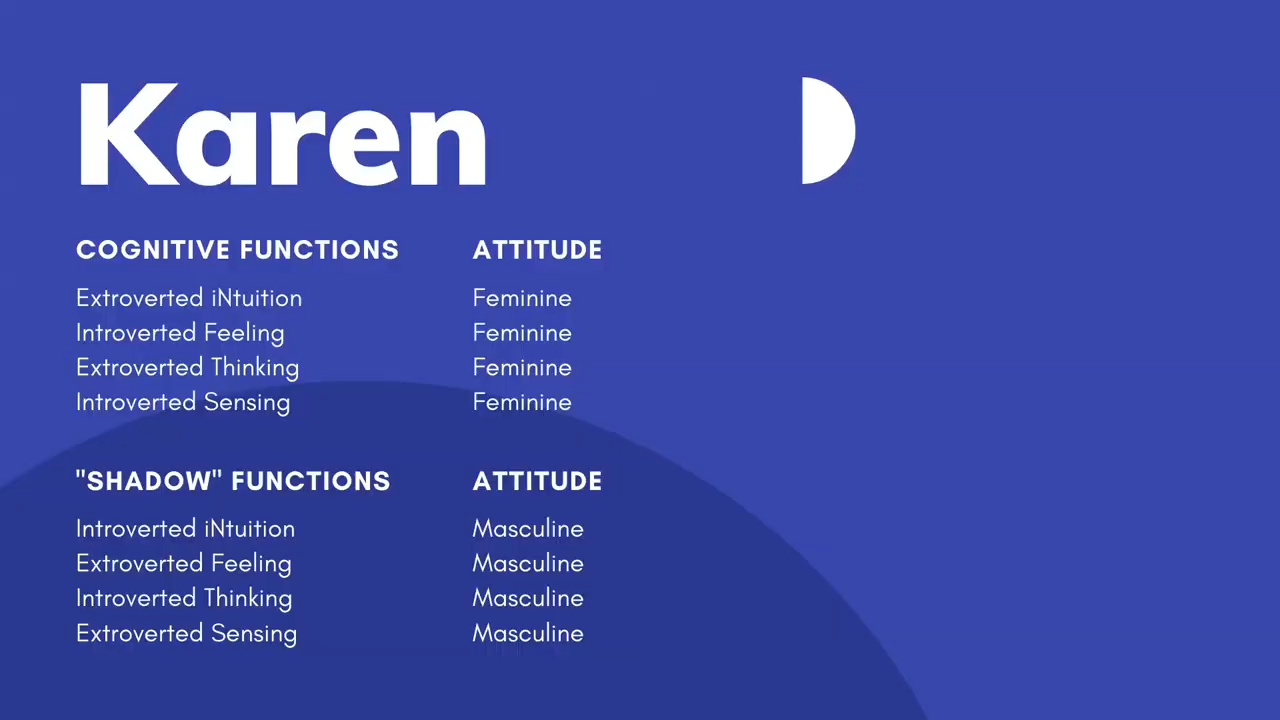 Karen
COGNITIVE FUNCTIONS ATTITUDE
Extroverted iNtuition Feminine
Introverted Feeling Feminine
Extroverted Thinking Feminine
Introverted Sensing Feminine
"SHADOW" FUNCTIONS ATTITUDE
Introverted iNtuition Masculine
Extroverted Feeling Masculine
Introverted Thinking Masculine
Extroverted Sensing Masculine